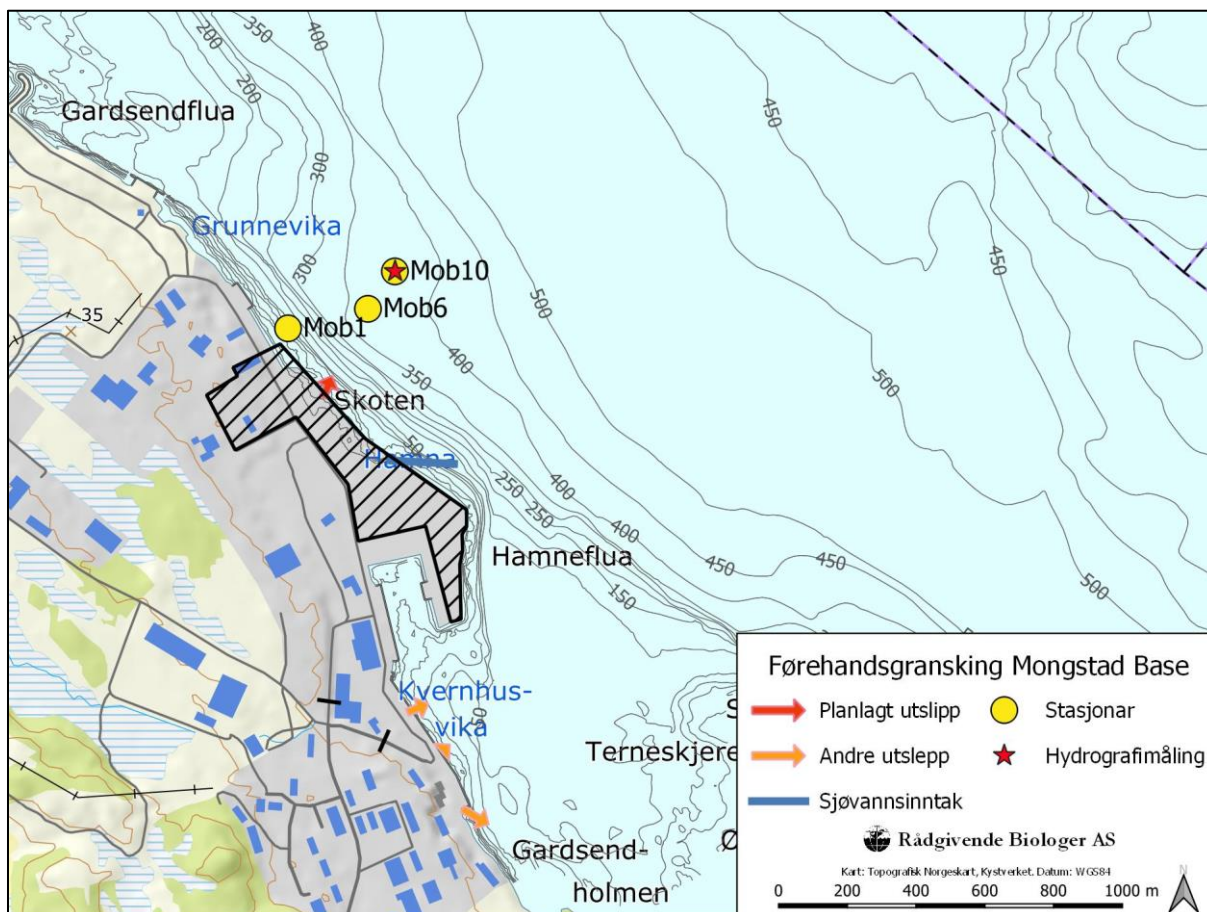 200
350
400
Gardsendflua
200
450
450
300
500
Grunnevika
300
Mob10
450
Mob6
35
Mob1
400
500
350
Skoten
50
Hamna
250
400
250
400
Hamneflua
450
450
500
150
Førehandsgransking Mongstad Base
Planlagt utslipp
Stasjonar
Andre utslepp
Hydrografimåling
Sjøvannsinntak
Rådgivende Biologer AS
Kart: Topografisk Norgeskart, Kystverket. Datum: WGS84
N
0 200 400 600 800 1000 m
Kvernhus-
vika
50
Terneskjere
Gardsend-
holmen